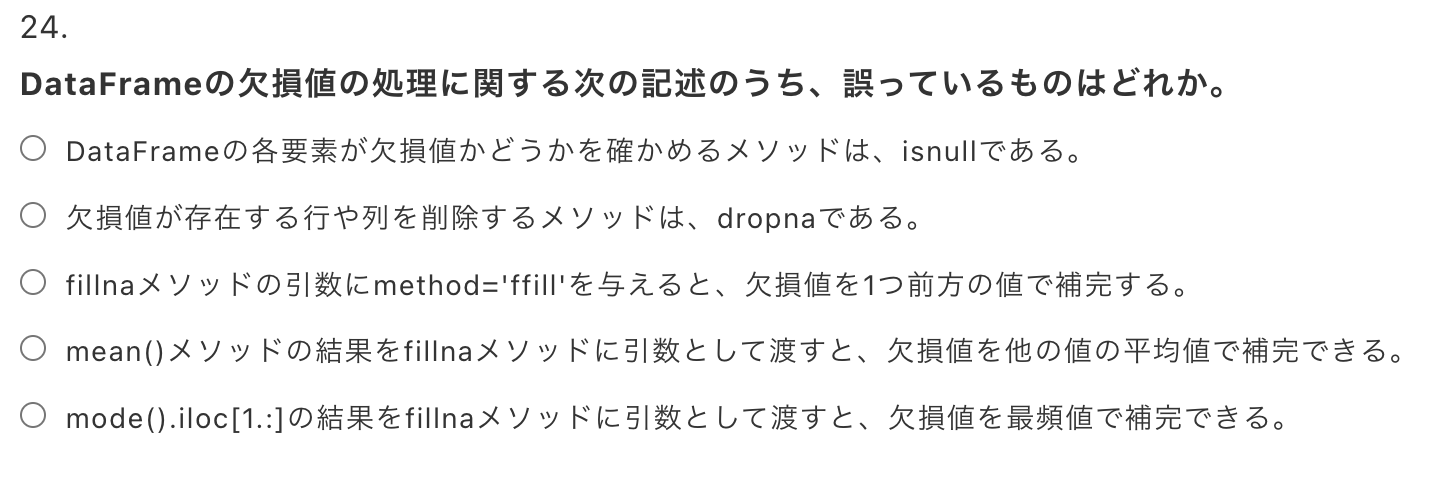 24.
DataFrameの欠損値の処理に関する次の記述のうち、誤っているものはどれか。
DataFrameの各要素が欠損値かどうかを確かめるメソッドは、isnullである。
欠損値が存在する行や列を削除するメソッドは、dropnaである。
fillnaメソッドの引数にmethod='ffill'を与えると、欠損値を1つ前方の値で補完する。
mean()メソッドの結果をfillnaメソッドに引数として渡すと、欠損値を他の値の平均値で補完できる。
mode().iloc[1.:]の結果をfillnaメソッドに引数として渡すと、欠損値を最頻値で補完できる。